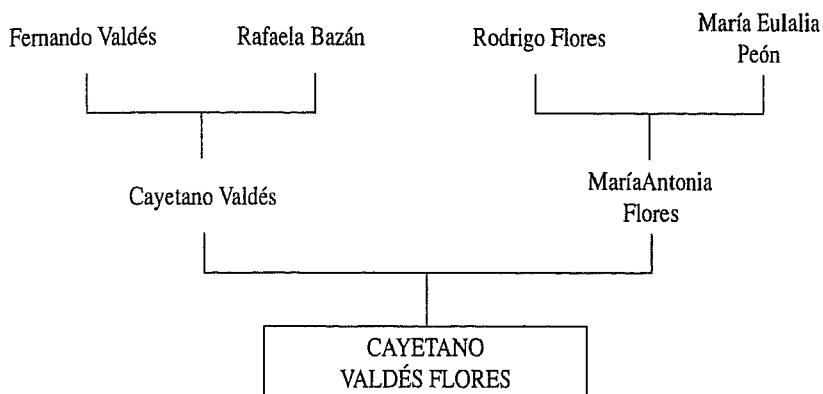 Fernando Valdés
Rafaela Bazán
Rodrigo Flores
María Eulalia
Peón
Cayetano Valdés
MaríaAntonia
Flores
CAYETANO
VALDÉS FLORES